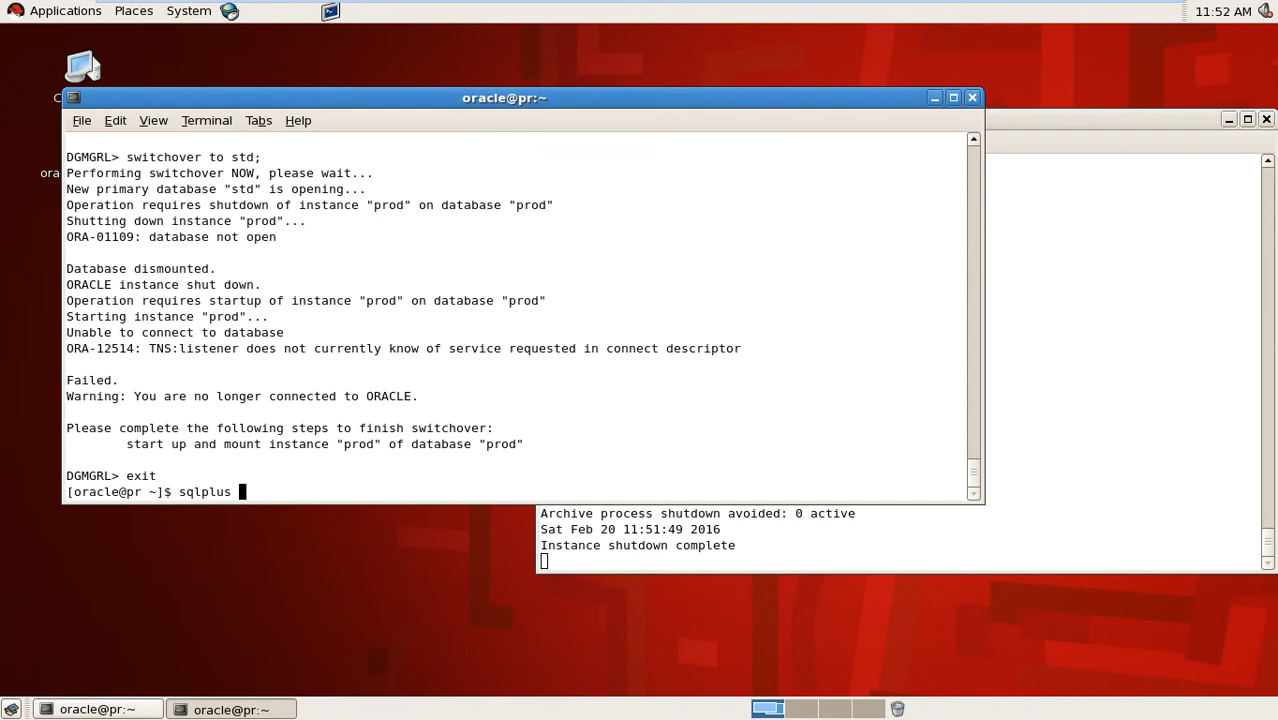 Applications Places System
11:52 AM
C
ora
oracle@pr:~
File Edit View Terminal Tabs Help
DGMGRL> switchover to std;
Performing switchover NOW, please wait...
New primary database "std" is opening...
Operation requires shutdown of instance "prod" on database "prod"
Shutting down instance "prod"...
ORA-01109: database not open
Database dismounted.
ORACLE instance shut down.
Operation requires startup of instance "prod" on database "prod"
Starting instance "prod"...
Unable to connect to database
ORA-12514: TNS:listener does not currently know of service requested in connect descriptor
Failed.
Warning: You are no longer connected to ORACLE.
Please complete the following steps to finish switchover:
start up and mount instance "prod" of database "prod"
DGMGRL> exit
[oracle@pr ~]$ sqlplus
Archive process shutdown avoided: 0 active
Sat Feb 20 11:51:49 2016
Instance shutdown complete
oracle@pr:~
oracle@pr:~